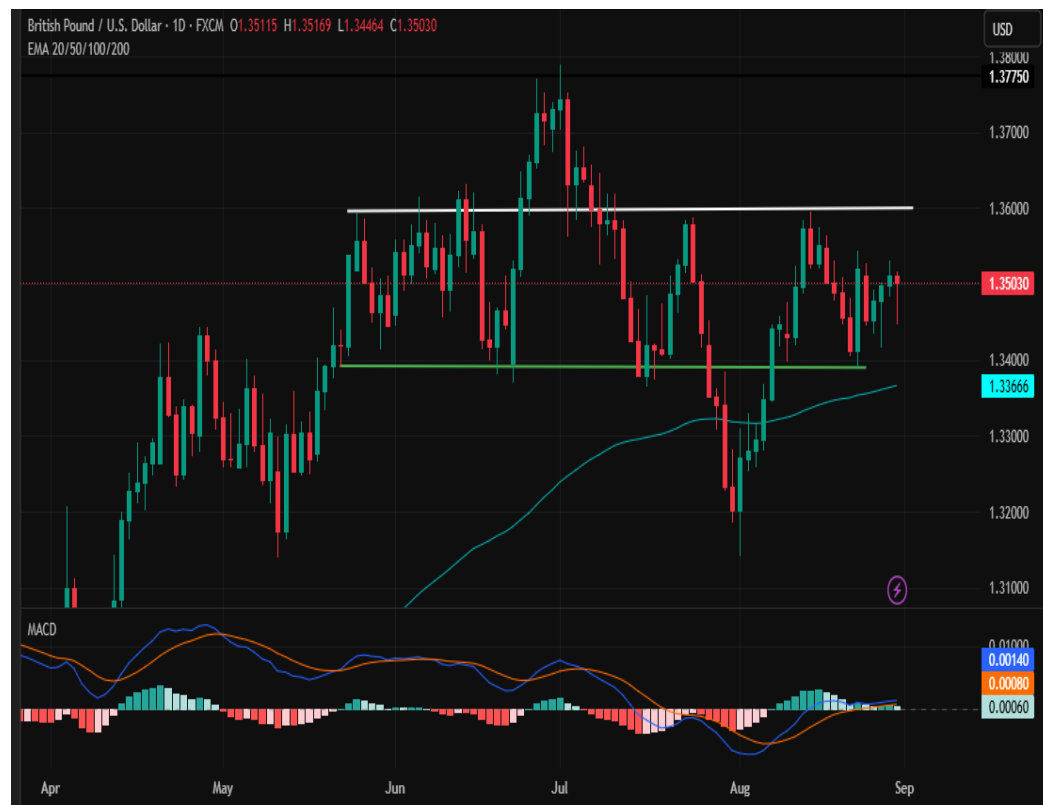 British Pound / U.S. Dollar · 1D · FXCM O1.35115 H1.35169 L1.34464 C1.35030
USD
EMA 20/50/100/200
1.38000
1.37750
1.37000
1.36000
1.35030
1.34000
1.33666
1.33000
1.32000
1.31000
MACD
0.01000
0.00140
0.00080
0.00060
Apr May Jun Jul Aug Sep